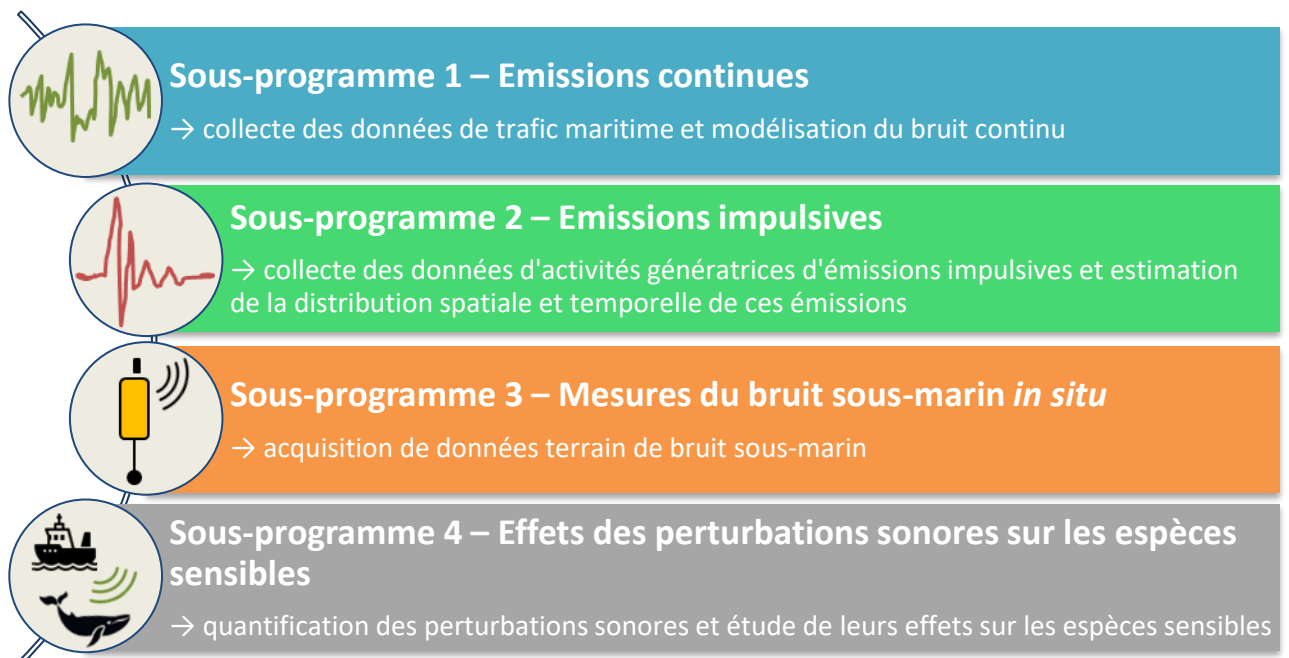 Sous-programme 1 – Emissions continues
→ collecte des données de trafic maritime et modélisation du bruit continu
Sous-programme 2 – Emissions impulsives
→ collecte des données d'activités génératrices d'émissions impulsives et estimation
de la distribution spatiale et temporelle de ces émissions
Sous-programme 3 – Mesures du bruit sous-marin in situ
→ acquisition de données terrain de bruit sous-marin
Sous-programme 4 – Effets des perturbations sonores sur les espèces
sensibles
→ quantification des perturbations sonores et étude de leurs effets sur les espèces sensibles